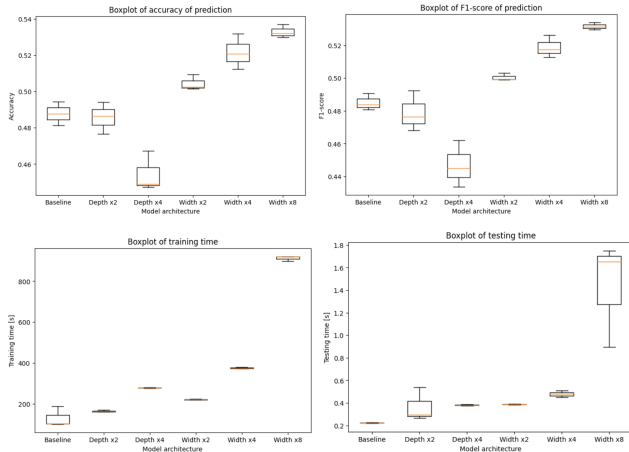 Boxplot of accuracy of prediction
0.54
0.52
0.50
0.48
0.46
Accuracy
Baseline Depth x2 Depth x4 Width x2 Width x4 Width x8
Model architecture
Boxplot of F1-score of prediction
0.52
0.50
0.48
0.46
0.44
F1-score
Baseline Depth x2 Depth x4 Width x2 Width x4 Width x8
Model architecture
Boxplot of training time
800
600
400
200
Training time [s]
Baseline Depth x2 Depth x4 Width x2 Width x4 Width x8
Model architecture
Boxplot of testing time
1.8
1.6
1.4
1.2
1.0
0.8
0.6
0.4
0.2
Testing time [s]
Baseline Depth x2 Depth x4 Width x2 Width x4 Width x8
Model architecture